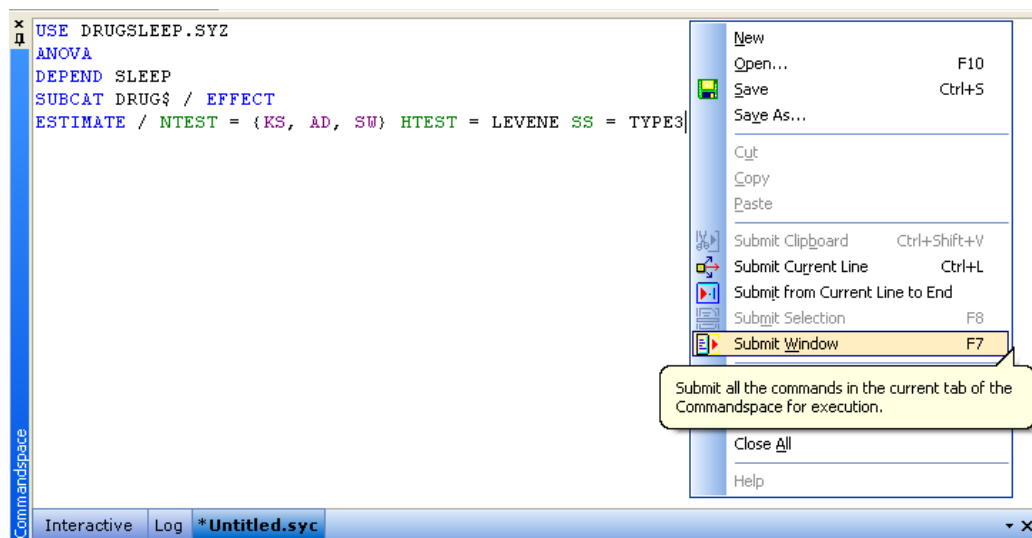 USE DRUGSLEEP.SYZ
ANOVA
DEPEND SLEEP
SUBCAT DRUG$ / EFFECT
ESTIMATE / NTEST = {KS, AD, SW} HTEST = LEVENE SS = TYPE3
New
Open... F10
Save Ctrl+S
Save As...
Cut
Copy
Paste
Submit Clipboard Ctrl+Shift+V
Submit Current Line Ctrl+L
Submit from Current Line to End
Submit Selection F8
Submit Window F7
Submit all the commands in the current tab of the
Commandspace for execution.
Close All
Help
Commandspace
Interactive Log *Untitled.syc